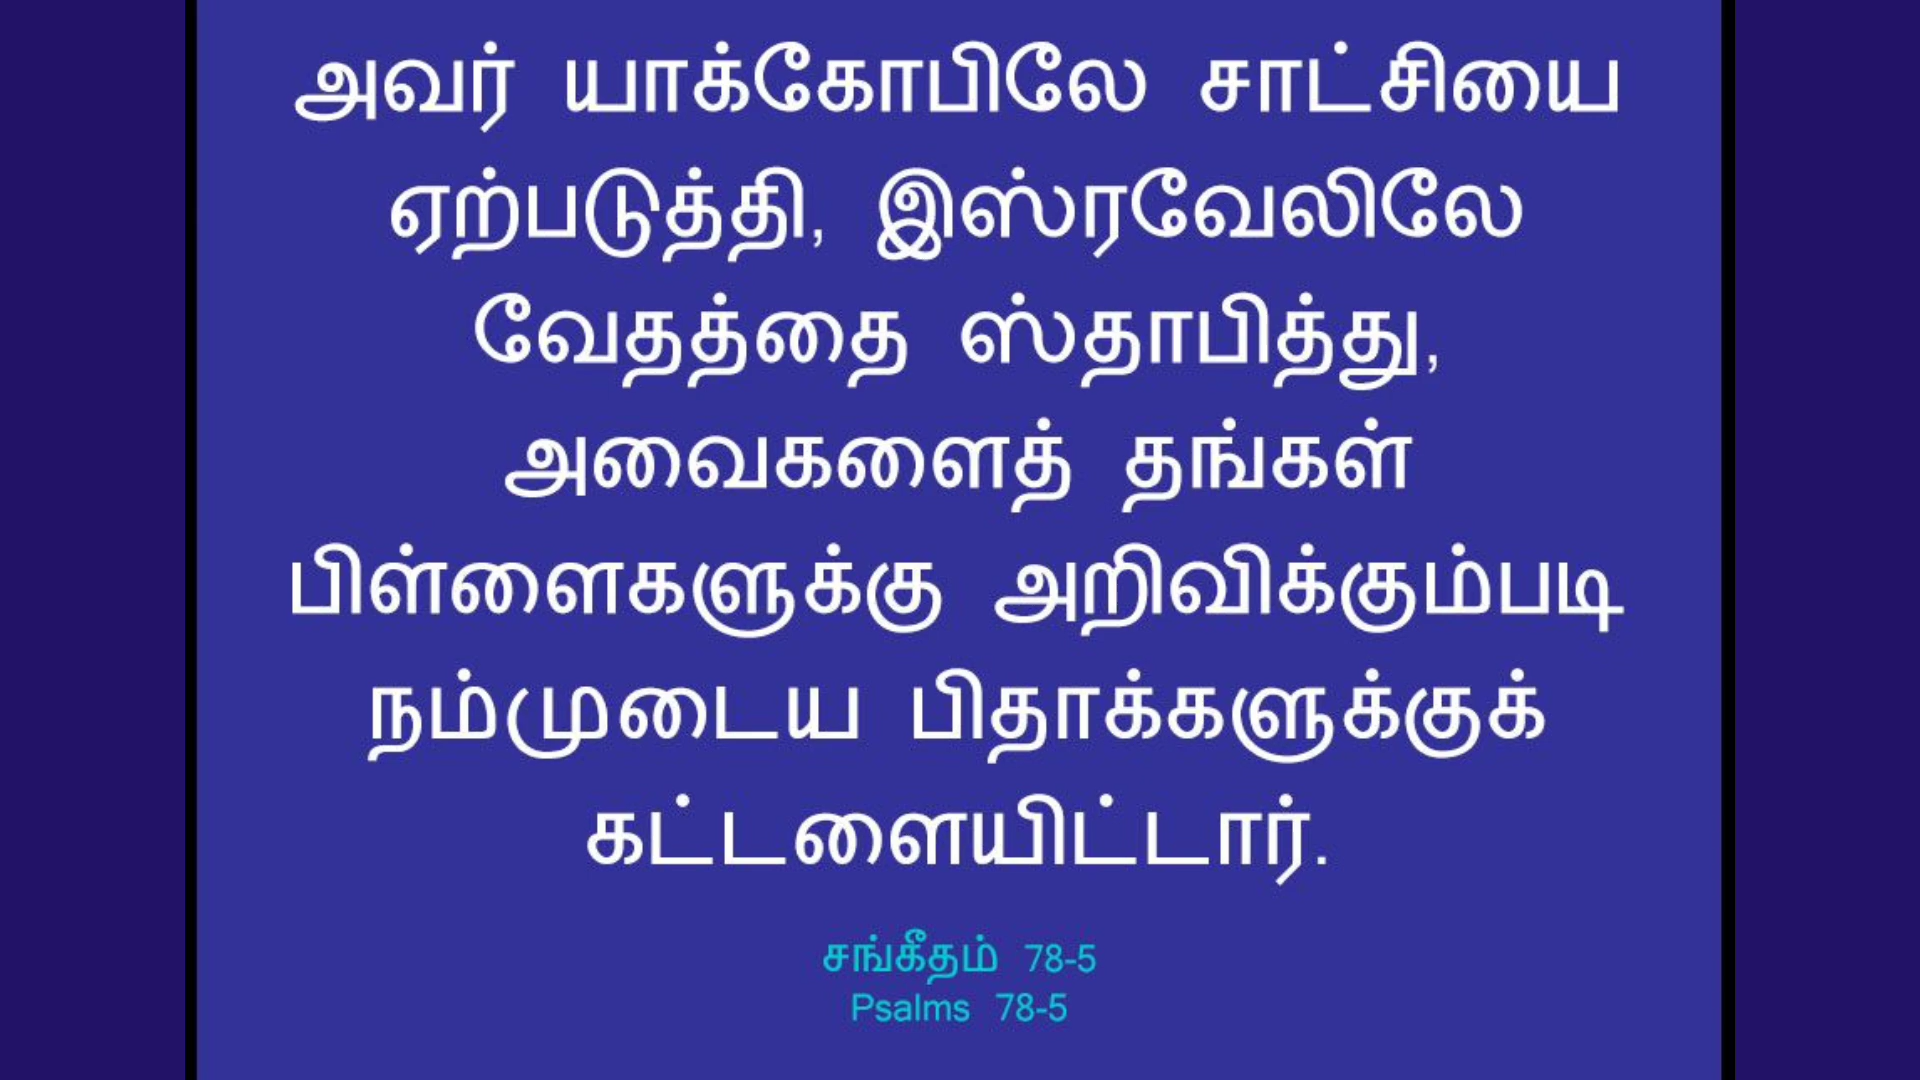 அவர் யாக்கோபிலே சாட்சியை
ஏற்படுத்தி, இஸ்ரவேலிலே
வேதத்தை ஸ்தாபித்து,
அவைகளைத் தங்கள்
பிள்ளைகளுக்கு அறிவிக்கும்படி
நம்முடைய பிதாக்களுக்குக்
கட்டளையிட்டார்.
சங்கீதம் 78-5
Psalms 78-5